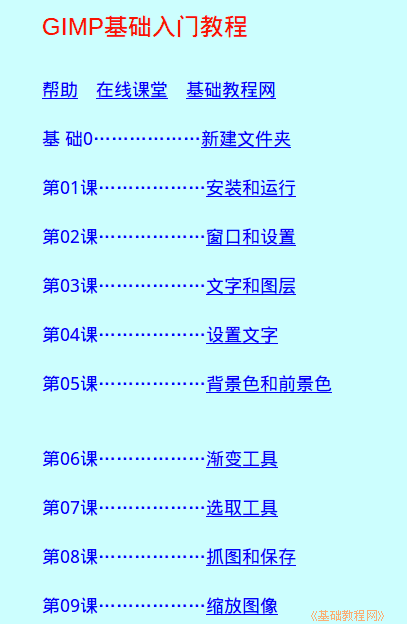 GIMP基础入门教程
帮助 在线课堂 基础教程网
基 础0………………新建文件夹
第01课………………安装和运行
第02课………………窗口和设置
第03课………………文字和图层
第04课………………设置文字
第05课………………背景色和前景色
第06课………………渐变工具
第07课………………选取工具
第08课………………抓图和保存
第09课………………缩放图像
《基础教程网》